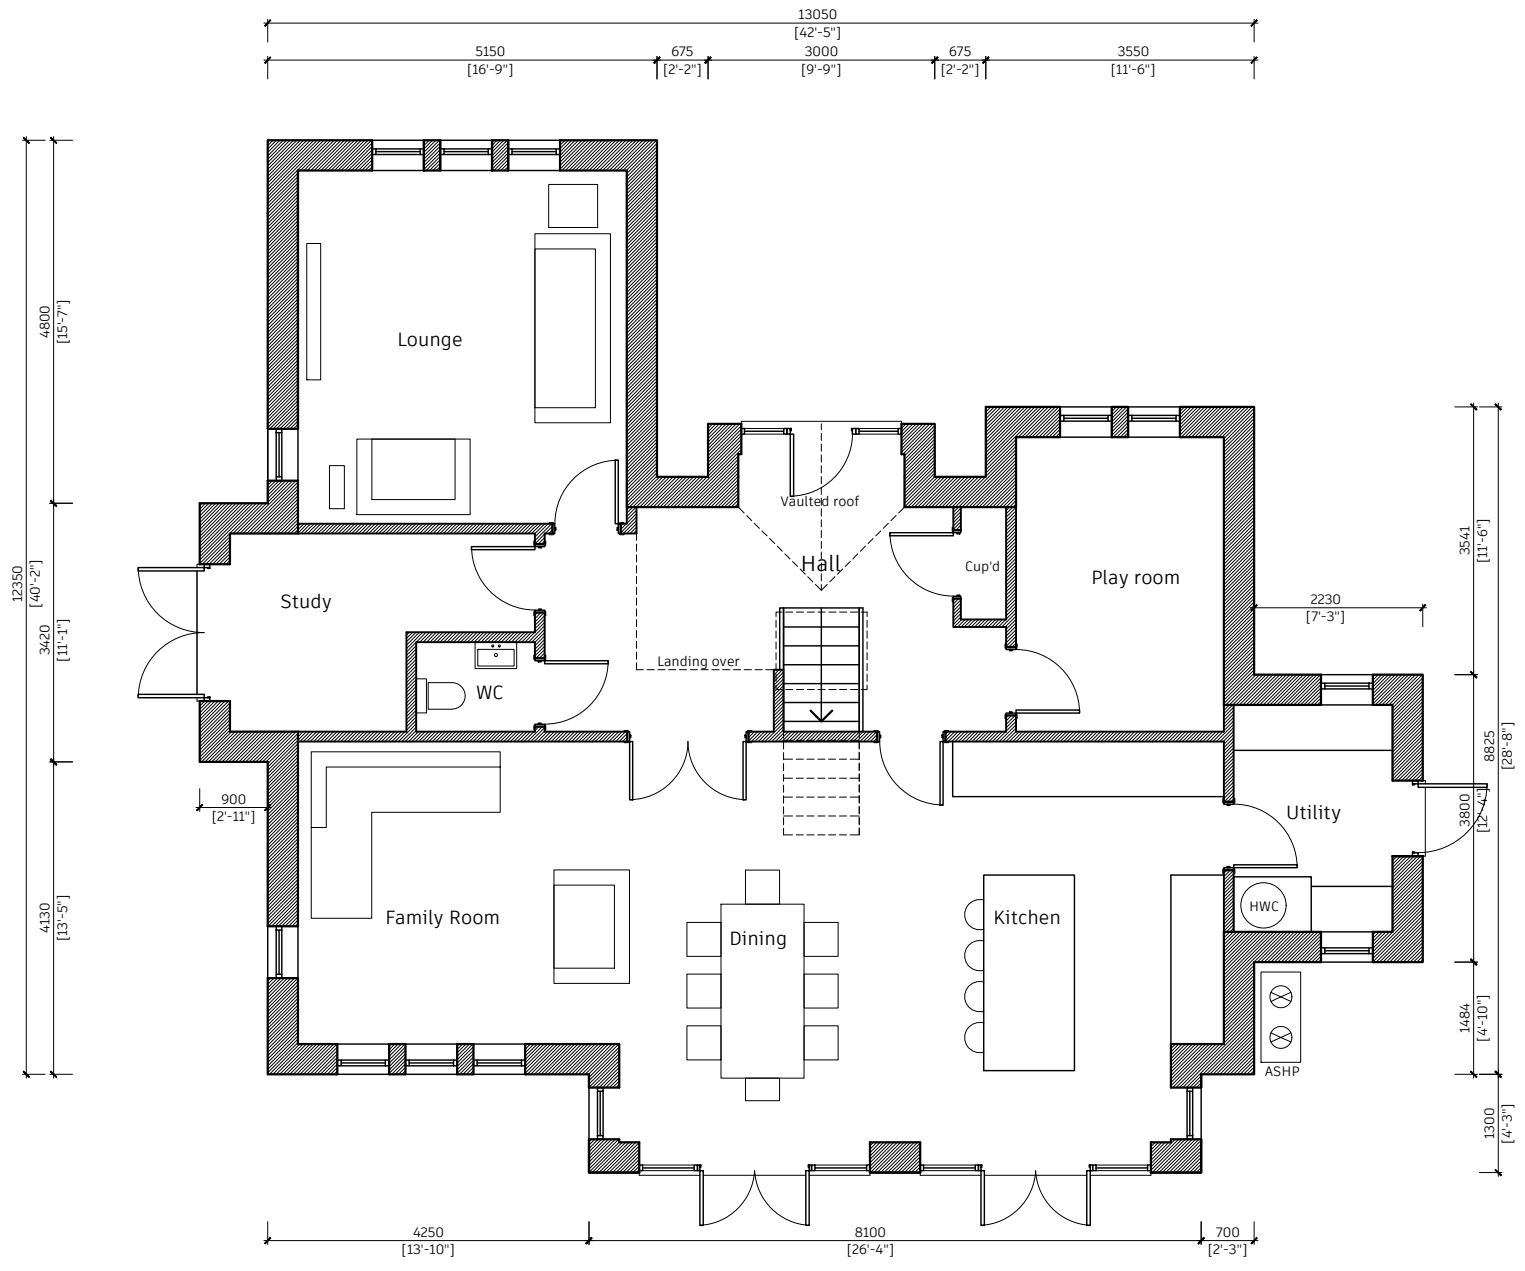 13050
[42'-5"]
5150
[16'-9"]
675
[2'-2"]
3000
[9'-9"]
675
[2'-2"]
3550
[11'-6"]
12350
[40'-2"]
4800
[15'-7"]
3420
[11'-1"]
4130
[13'-5"]
900
[2'-11"]
Lounge
Vaulted roof
Hall
Cup'd
Play room
Study
Landing over
WC
Family Room
Dining
Kitchen
Utility
HWC
ASHP
2230
[7'-3"]
3541
[11'-6"]
8825
[28'-8"]
3800
[12'-4"]
1484
[4'-10"]
1300
[4'-3"]
4250
[13'-10"]
8100
[26'-4"]
700
[2'-3"]